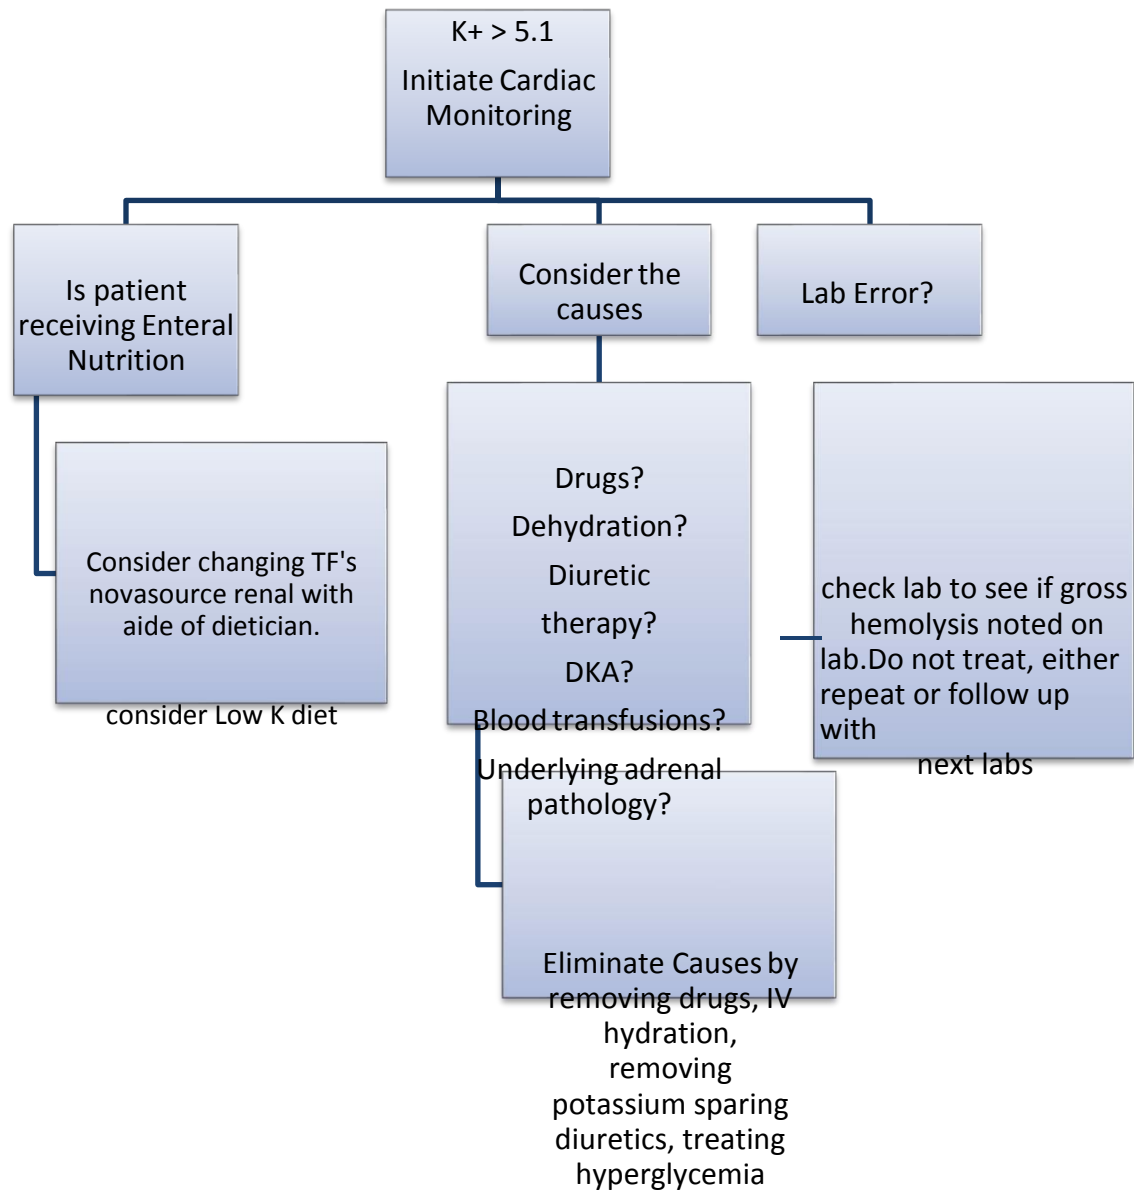 K+ > 5.1
Initiate Cardiac
Monitoring
Is patient
receiving Enteral
Nutrition
Consider changing TF's
novasource renal with
aide of dietician.
consider Low K diet
Consider the
causes
Drugs?
Dehydration?
Diuretic
therapy?
DKA?
Blood transfusions?
Underlying adrenal
pathology?
Eliminate Causes by
removing drugs, IV
hydration,
removing
potassium sparing
diuretics, treating
hyperglycemia
Lab Error?
check lab to see if gross
hemolysis noted on
lab.Do not treat, either
repeat or follow up
with
next labs